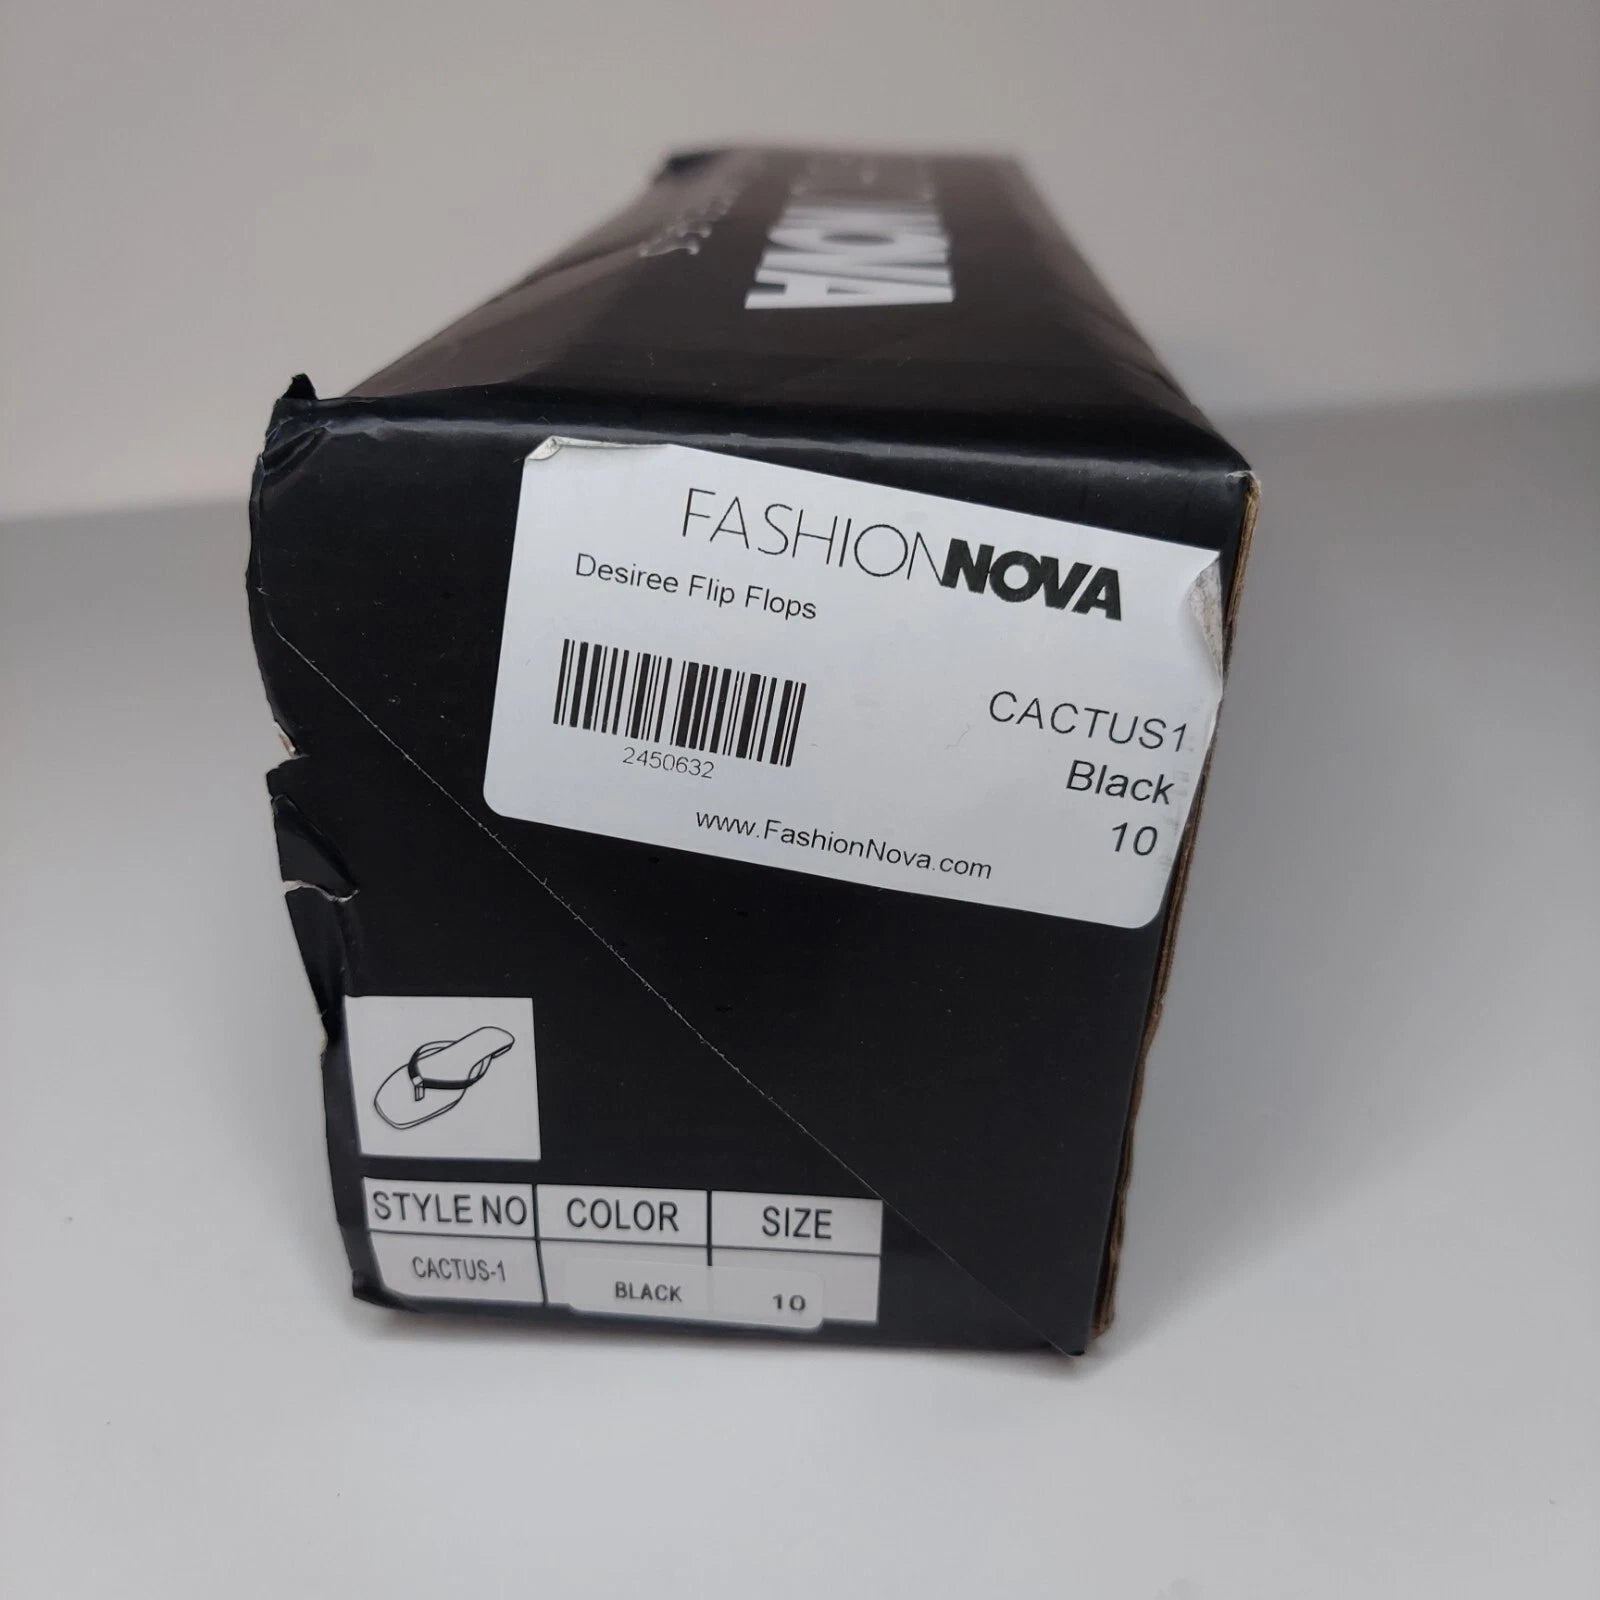 NOVA
FASHIONNOVA
Desiree Flip Flops
2450632
CACTUS1
Black
10
www.FashionNova.com
STYLE NO COLOR SIZE
CACTUS-1 BLACK 10